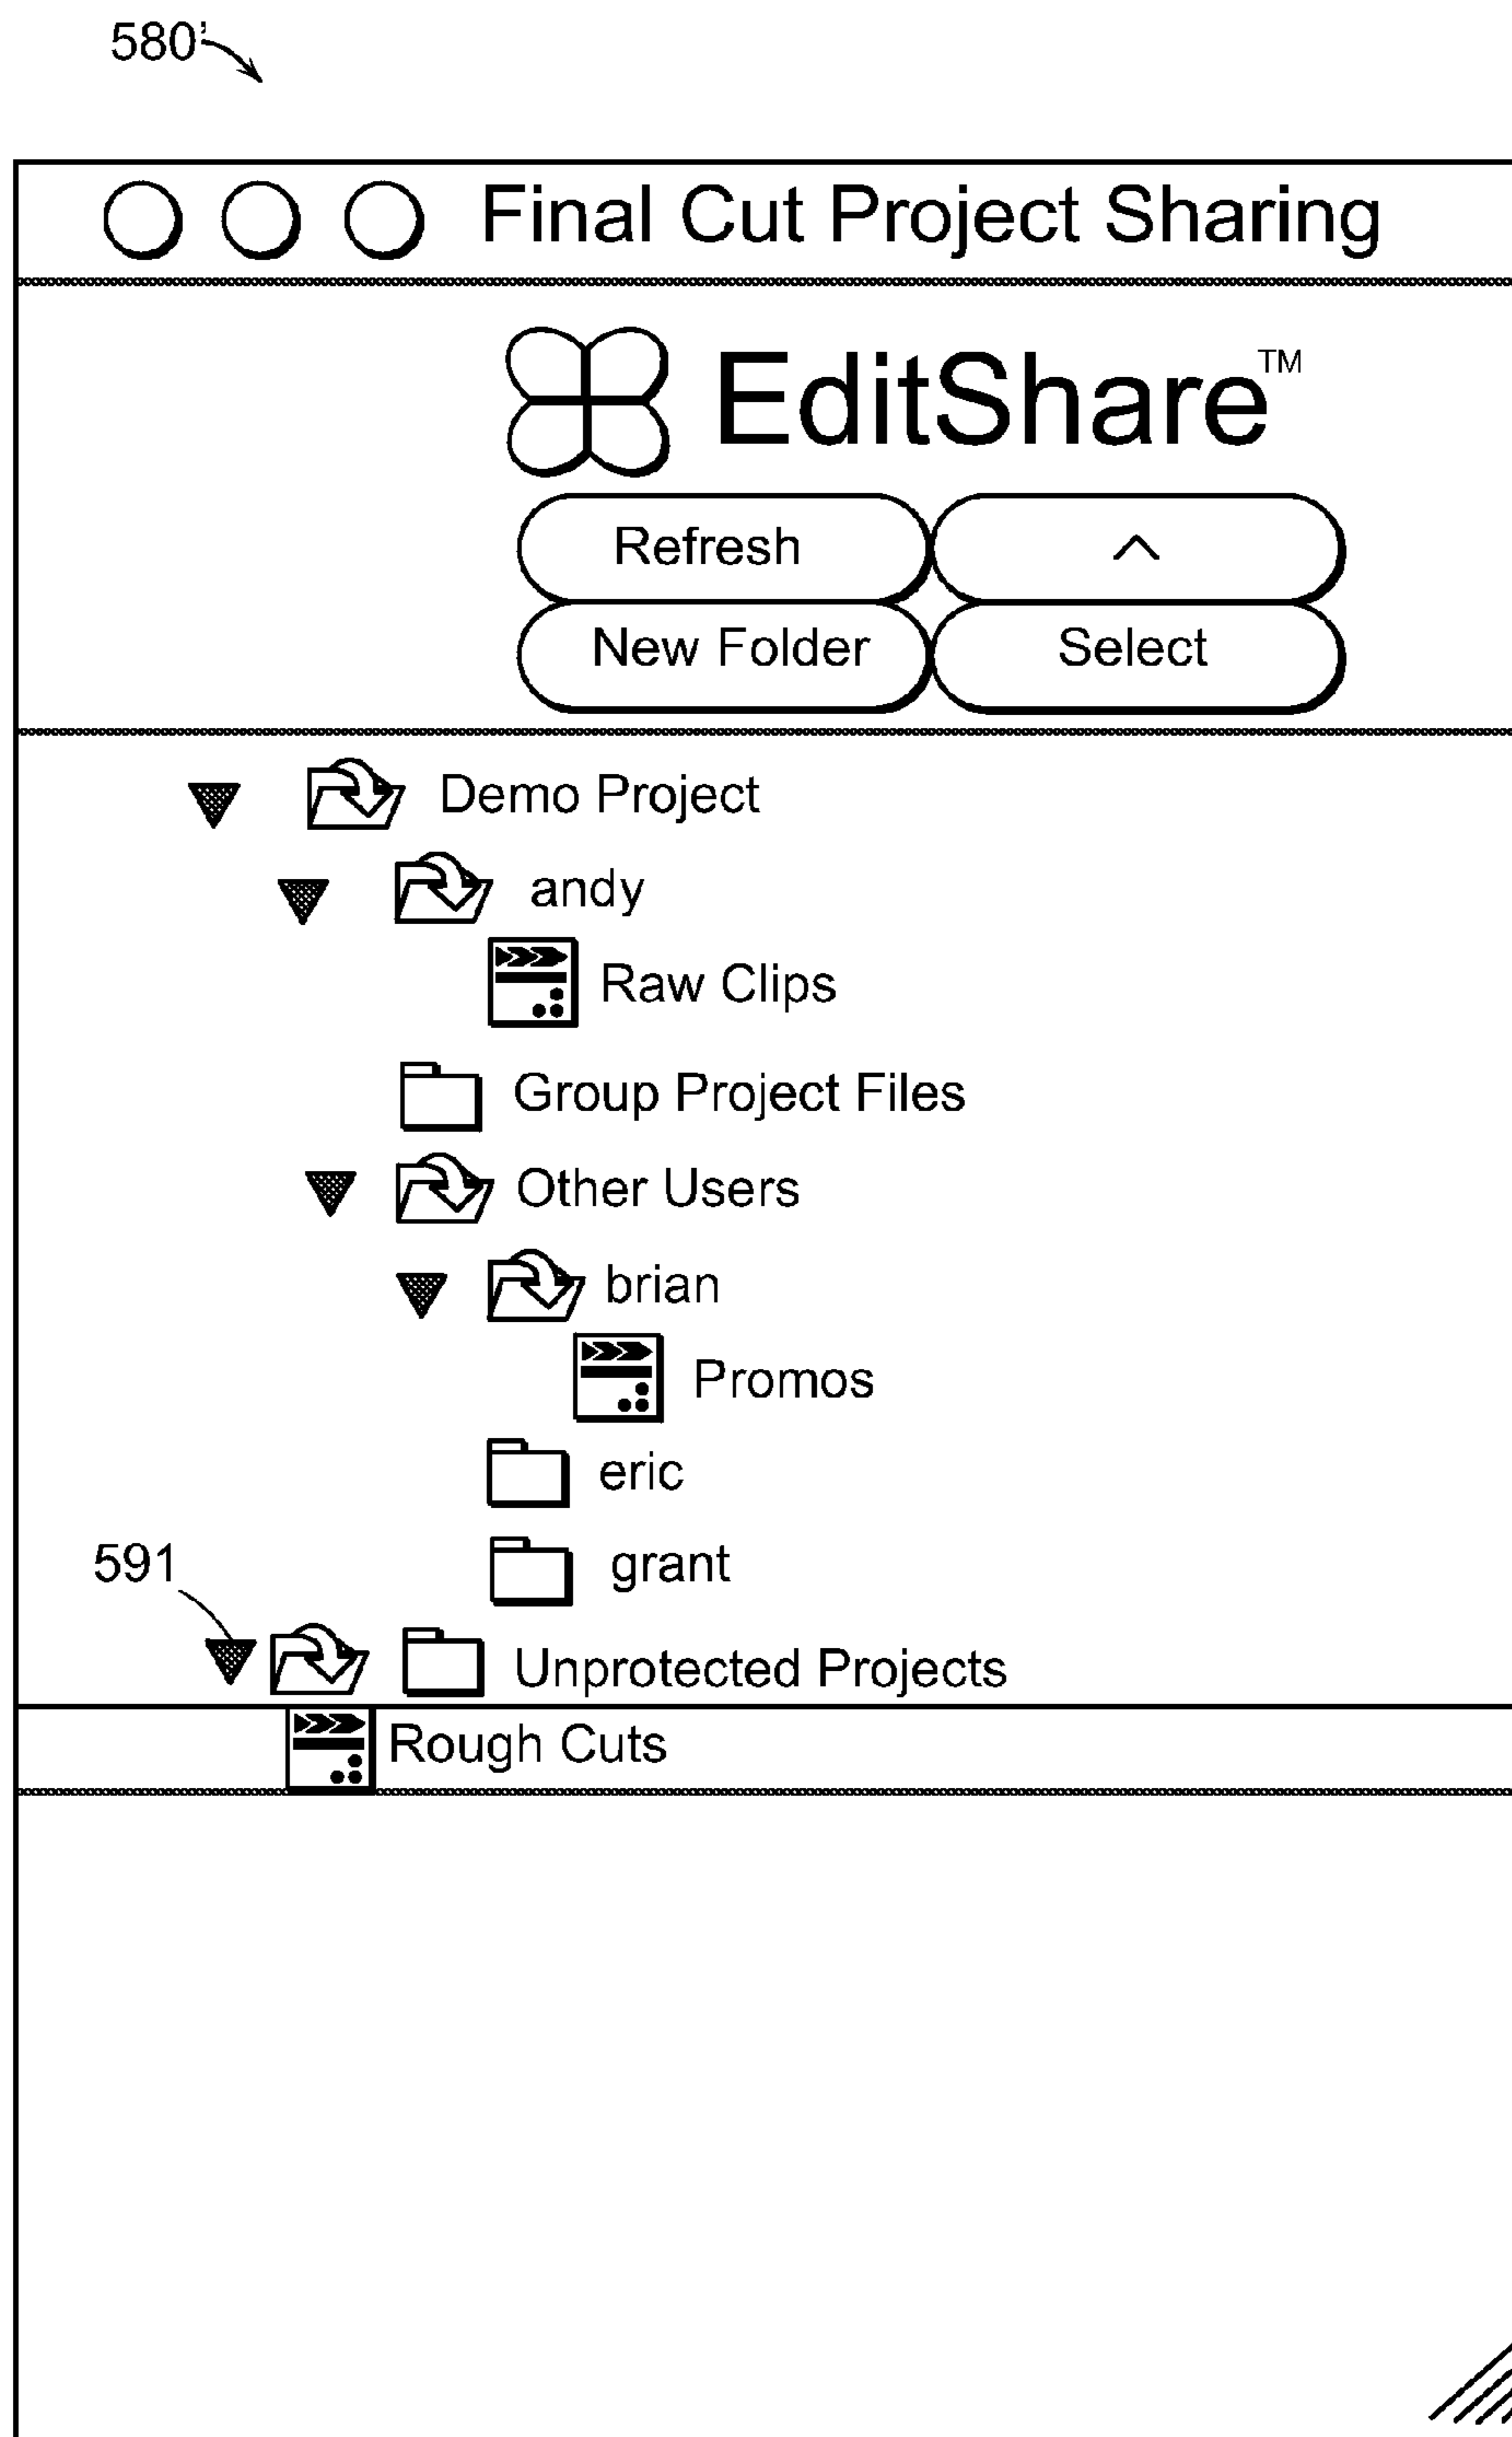 580'
Final Cut Project Sharing
EditShare™
Refresh ^
New Folder Select
Demo Project
andy
Raw Clips
Group Project Files
Other Users
brian
Promos
eric
grant
591
Unprotected Projects
Rough Cuts